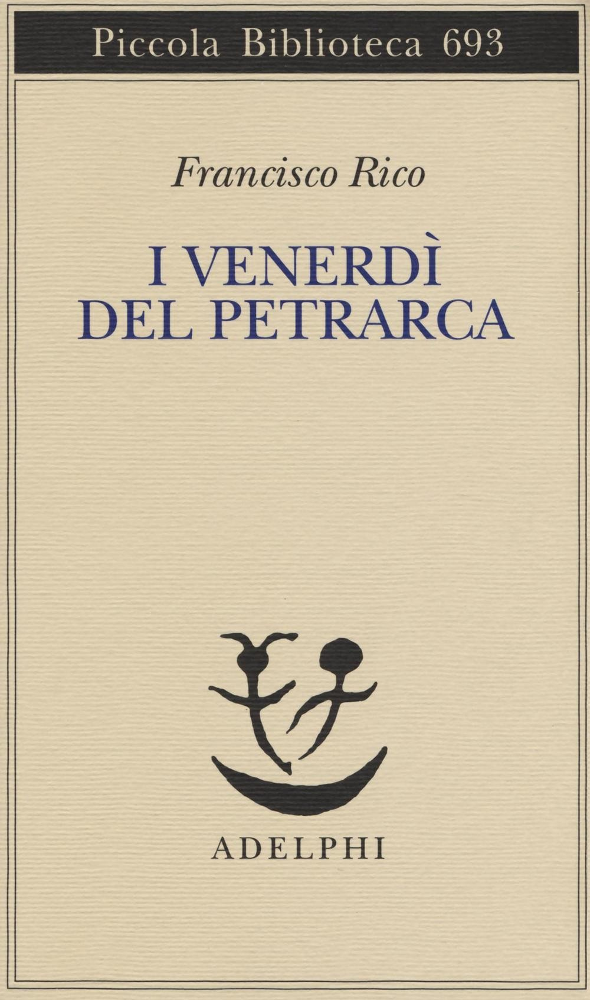 Piccola Biblioteca 693
Francisco Rico
I VENERDÌ
DEL PETRARCA
ADELPHI